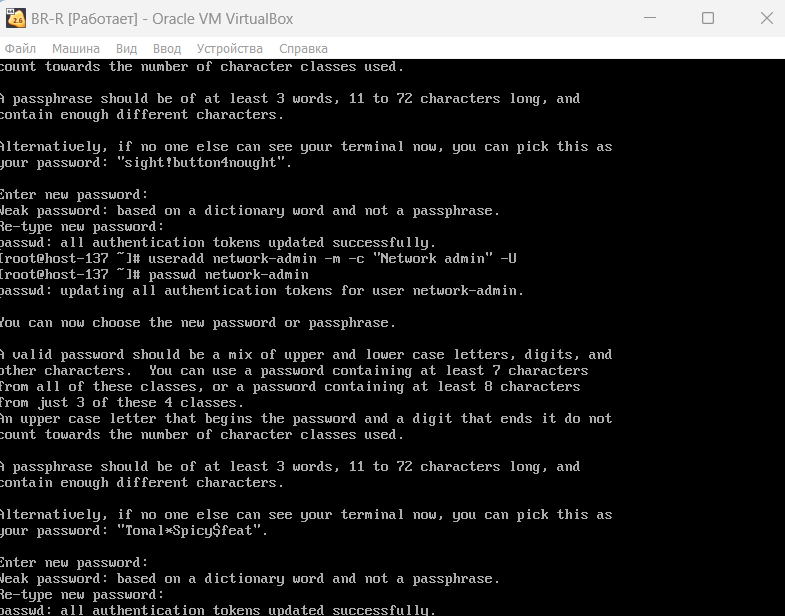 BR-R [Работает] - Oracle VM VirtualBox
Файл Машина Вид Ввод Устройства Справка
count towards the number of character classes used.
A passphrase should be of at least 3 words, 11 to 72 characters long, and
contain enough different characters.
Alternatively, if no one else can see your terminal now, you can pick this as
your password: "sight!button4nought".
Enter new password:
Weak password: based on a dictionary word and not a passphrase.
Re-type new password:
passwd: all authentication tokens updated successfully.
[root@host-137 ~]# useradd network-admin -m -c "Network admin" -U
[root@host-137 ~]# passwd network-admin
passwd: updating all authentication tokens for user network-admin.
You can now choose the new password or passphrase.
A valid password should be a mix of upper and lower case letters, digits, and
other characters.  You can use a password containing at least 7 characters
from all of these classes, or a password containing at least 8 characters
from just 3 of these 4 classes.
An upper case letter that begins the password and a digit that ends it do not
count towards the number of character classes used.
A passphrase should be of at least 3 words, 11 to 72 characters long, and
contain enough different characters.
Alternatively, if no one else can see your terminal now, you can pick this as
your password: "Tonal*Spicy$feat".
Enter new password:
Weak password: based on a dictionary word and not a passphrase.
Re-type new password:
passwd: all authentication tokens updated successfully.